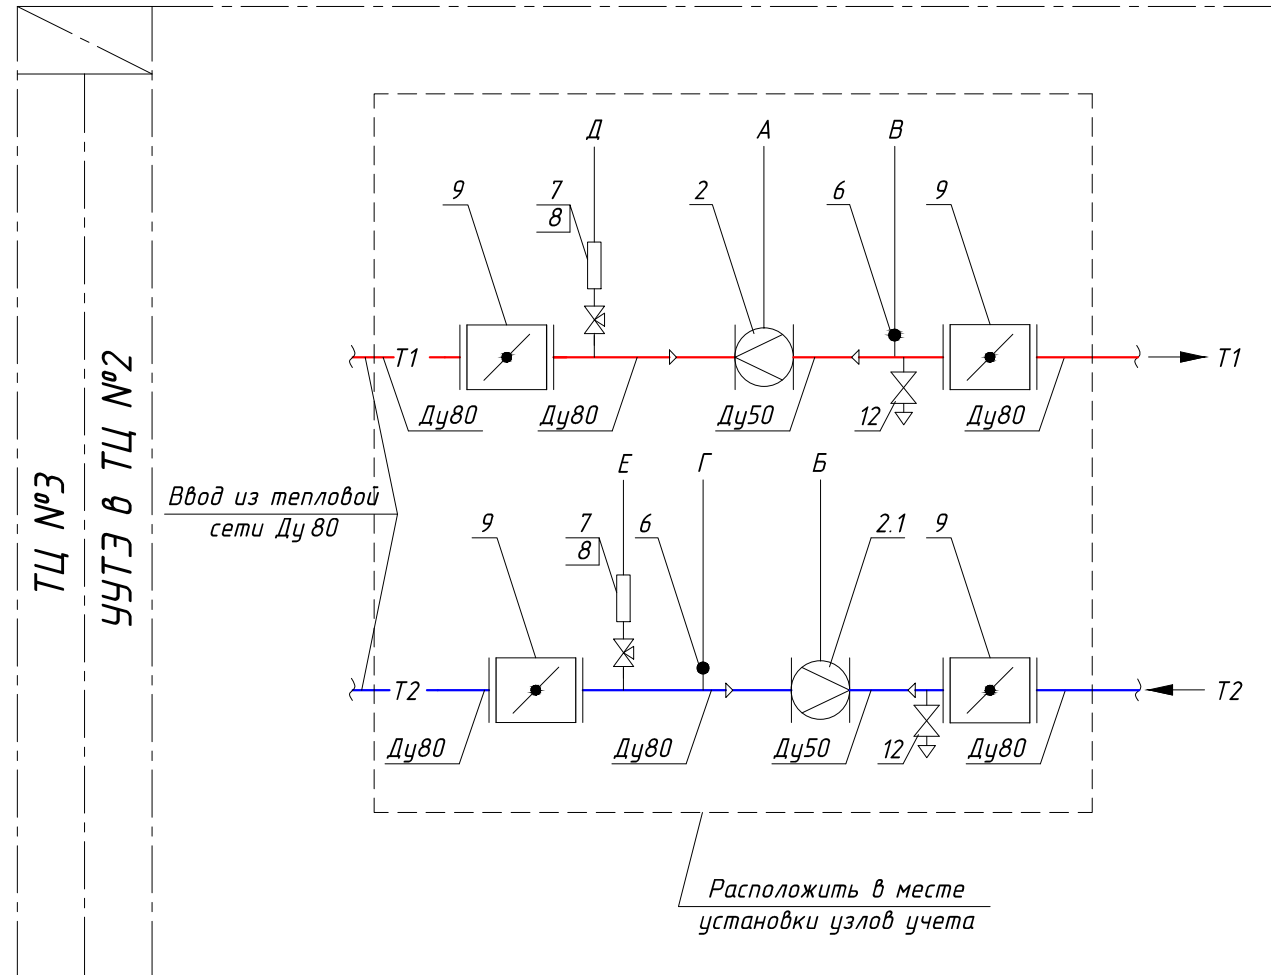 Д
А
В
9
7
8
2
6
9
Т1
Т1
Ду80
Ду80
Ду50
12
Ду80
ТЦ №3
УУТЭ в ТЦ №2
Ввод из тепловой
сети Ду 80
Е
Г
Б
9
7
8
6
2.1
9
Т2
Т2
Ду80
Ду80
Ду50
12
Ду80
Расположить в месте
установки узлов учета